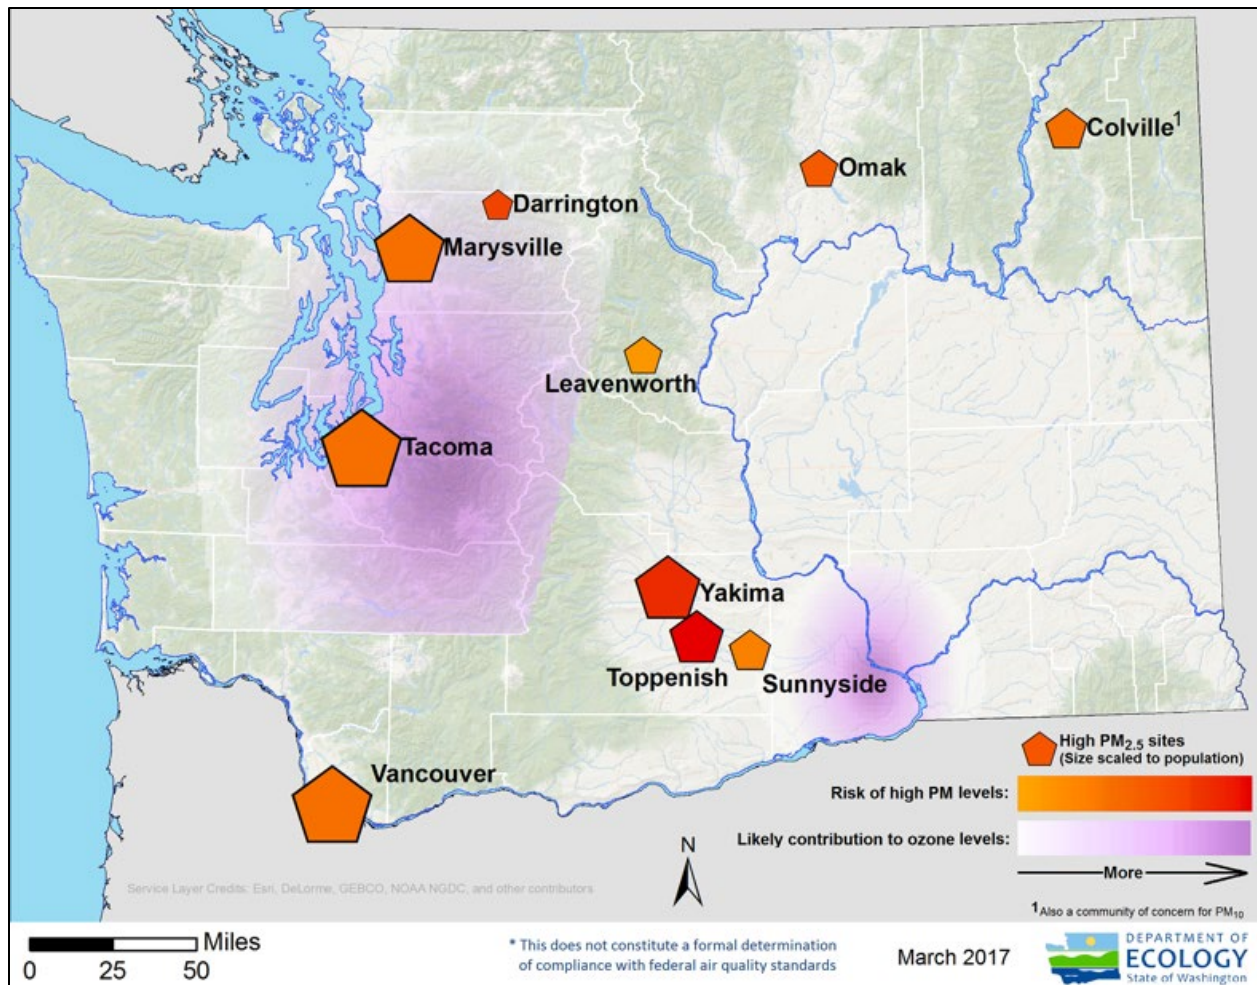 Colville¹
Omak
Darrington
Marysville
Leavenworth
Tacoma
Yakima
Toppenish
Sunnyside
Vancouver
High PM₂.₅ sites
(Size scaled to population)
Risk of high PM levels:
Likely contribution to ozone levels:
More
N
¹Also a community of concern for PM₁₀
Service Layer Credits: Esri, DeLorme, GEBCO, NOAA NGDC, and other contributors
Miles
0 25 50
* This does not constitute a formal determination
of compliance with federal air quality standards
March 2017
DEPARTMENT OF
ECOLOGY
State of Washington